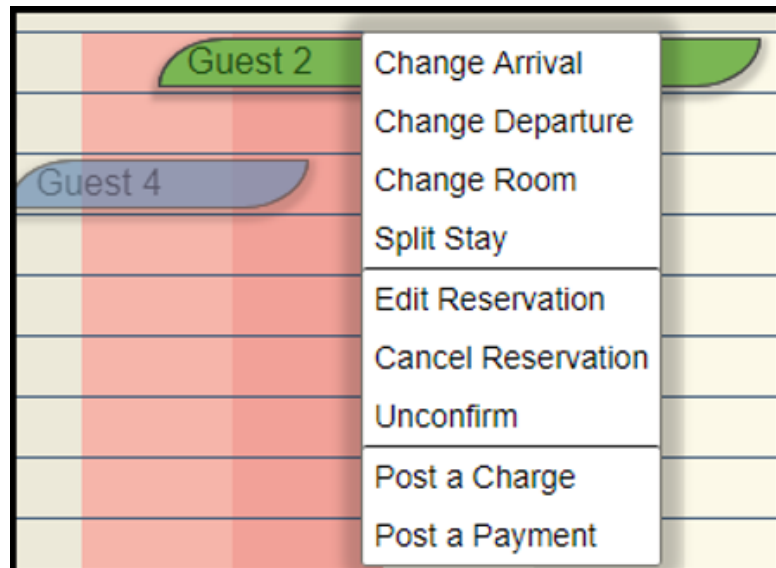 Guest 2
Change Arrival
Change Departure
Guest 4
Change Room
Split Stay
Edit Reservation
Cancel Reservation
Unconfirm
Post a Charge
Post a Payment